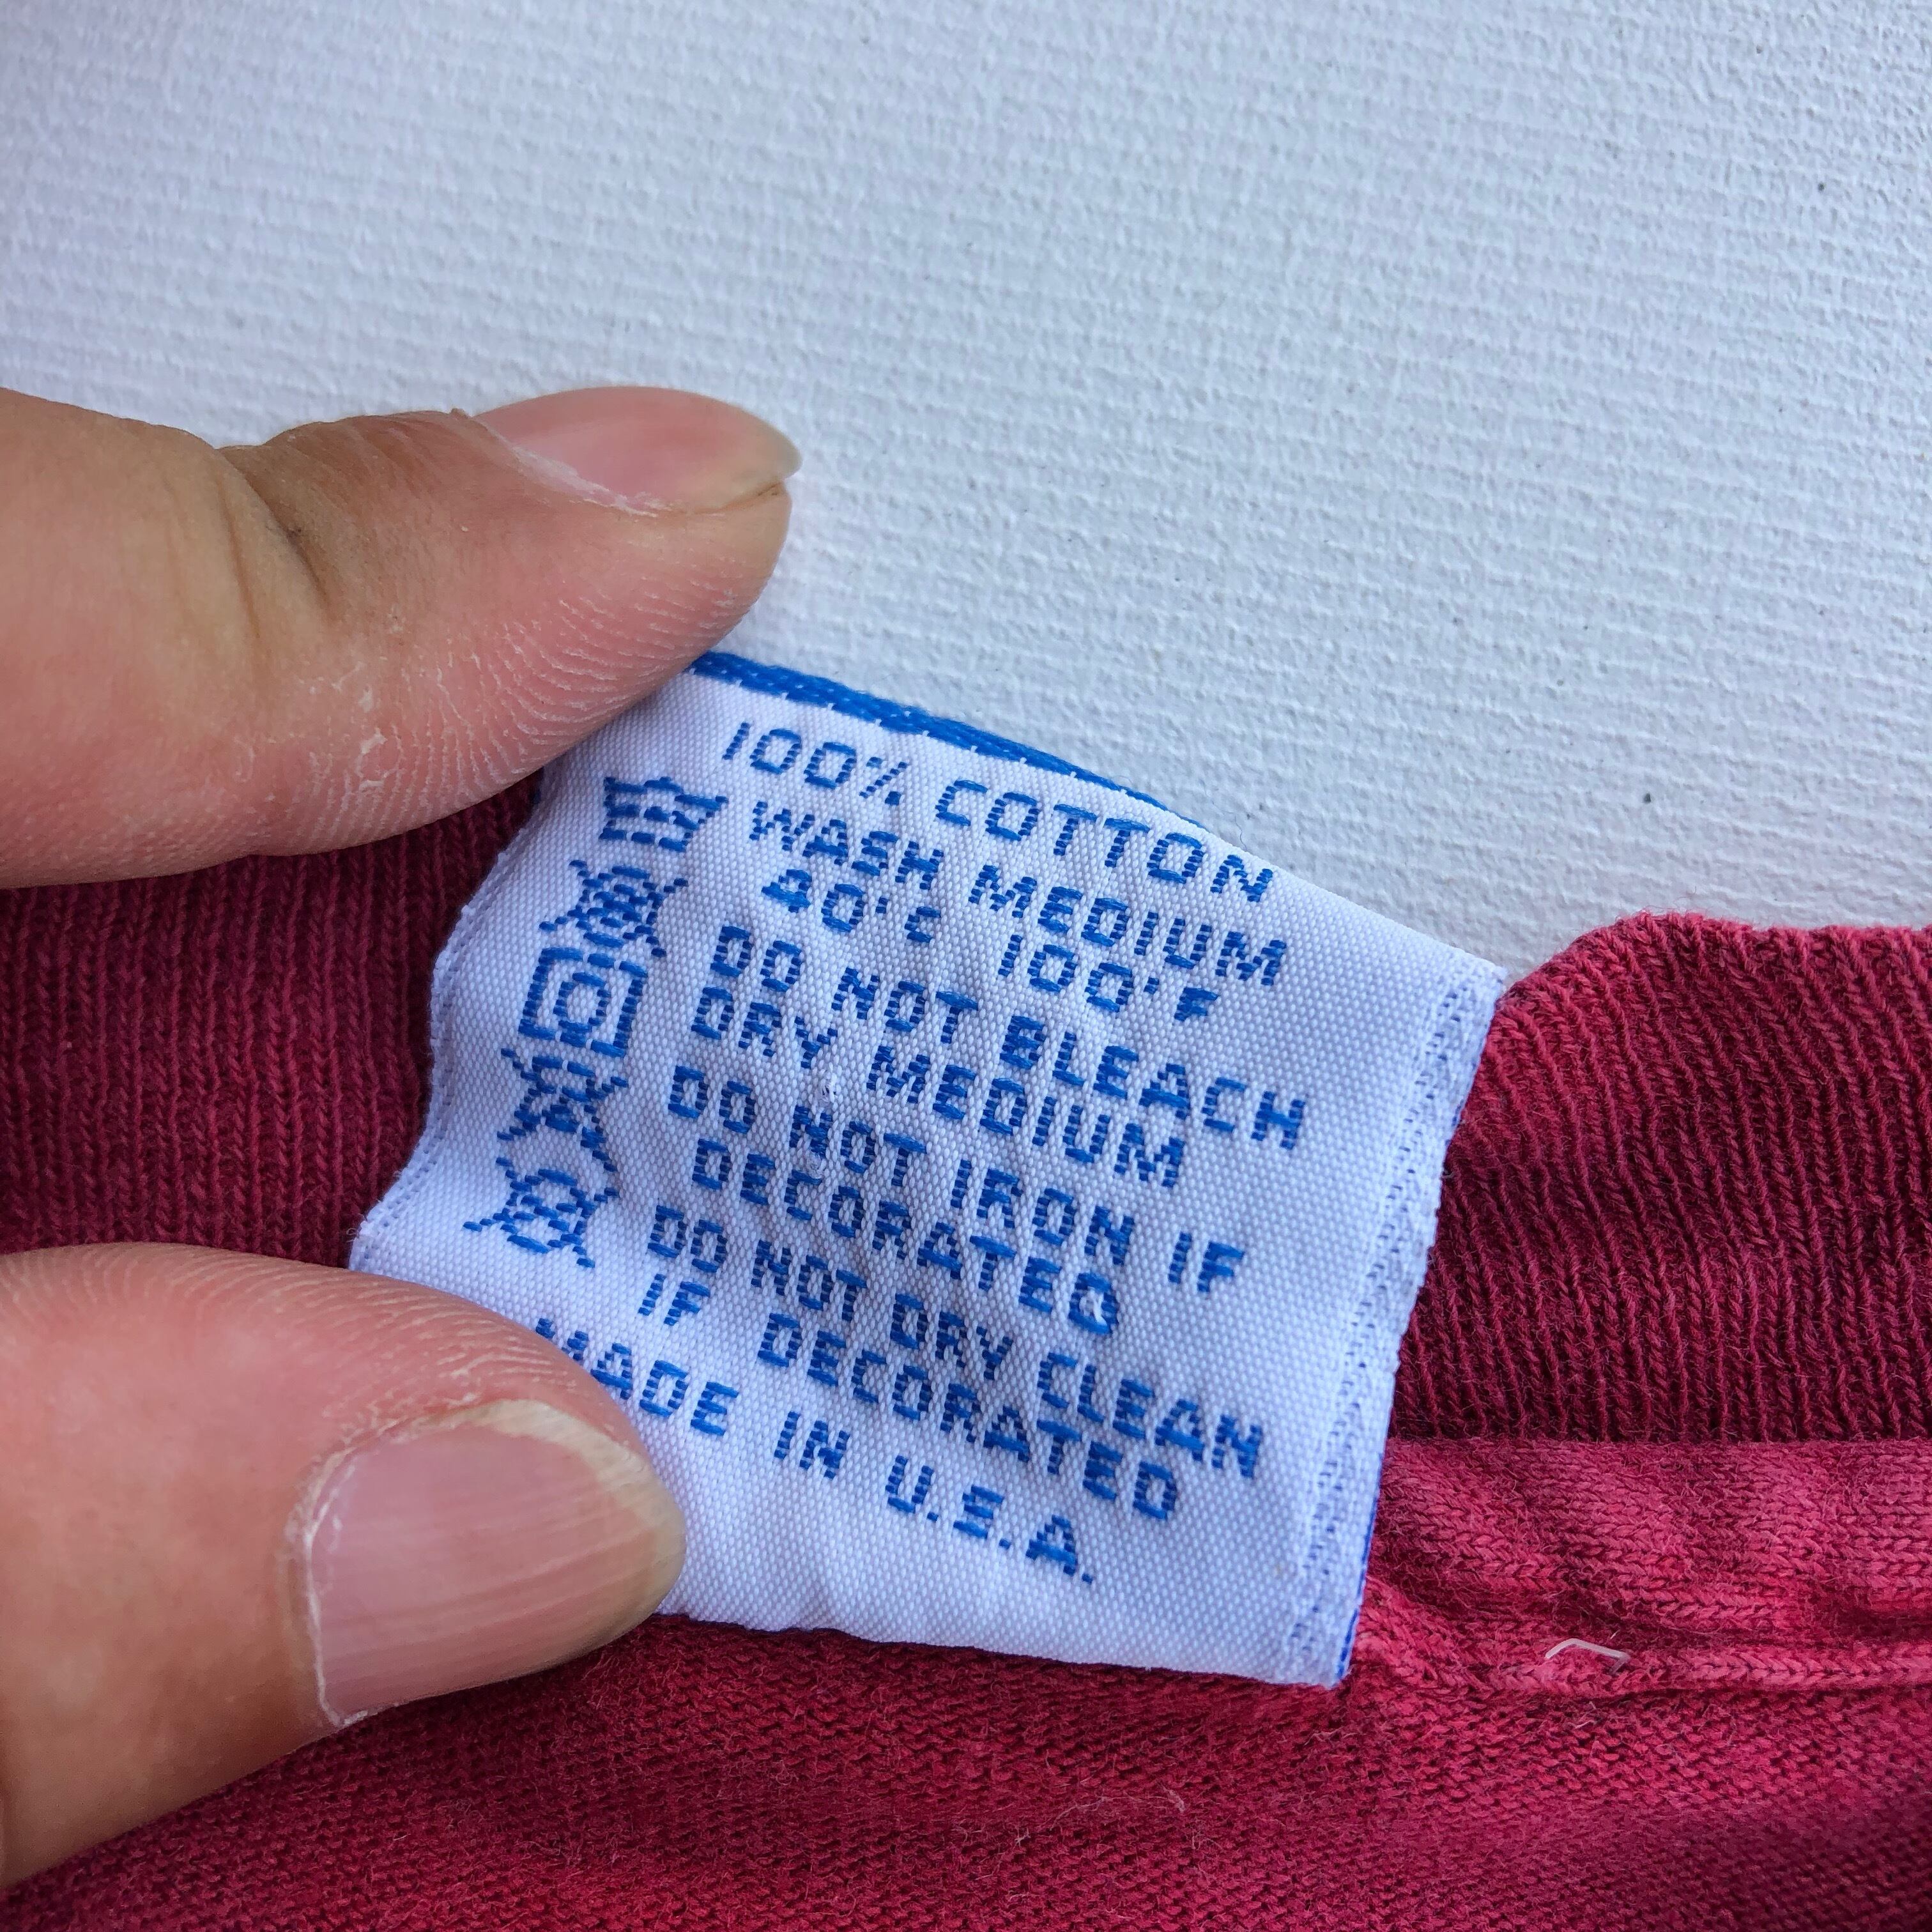 100% COTTON
WASH MEDIUM
40°C 100°F
DO NOT BLEACH
DRY MEDIUM
DO NOT IRON IF
DECORATED
DO NOT DRY CLEAN
IF DECORATED
MADE IN U.S.A.